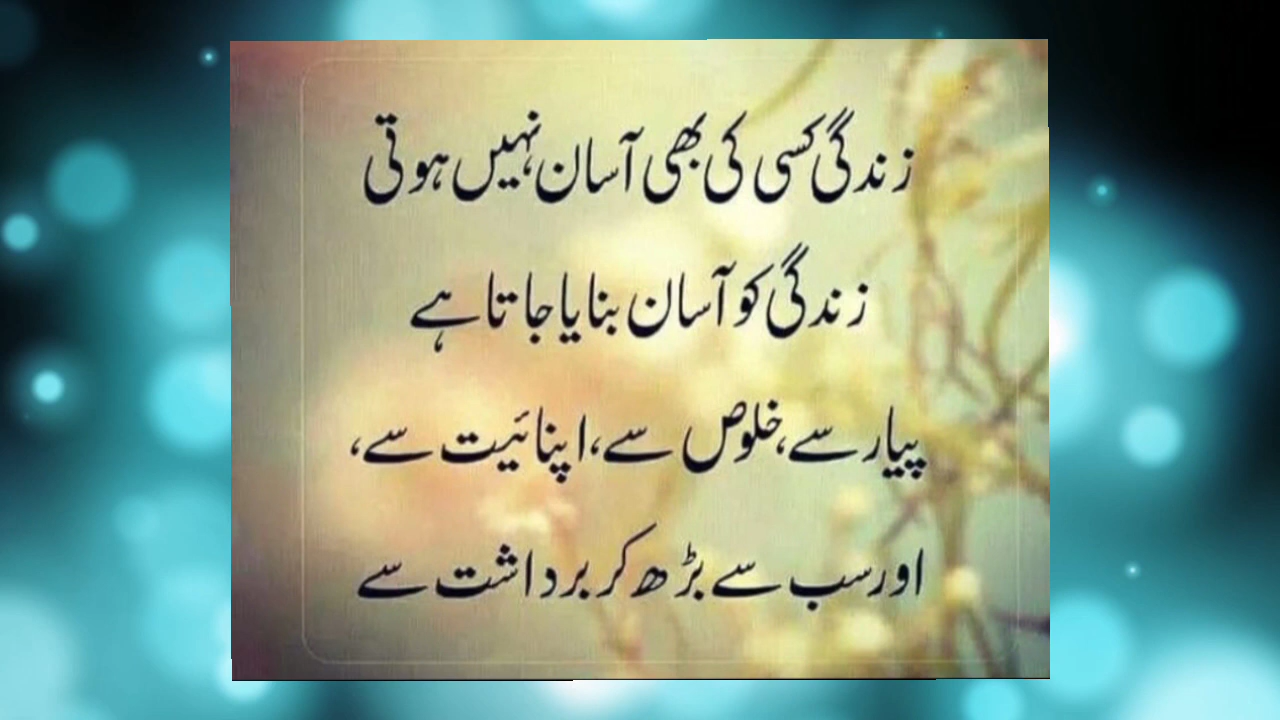 زندگی کسی کی بھی آسان نہیں ہوتی
زندگی کو آسان بنایا جاتا ہے
پیار سے، خلوص سے، اپنائیت سے،
اور سب سے بڑھ کر برداشت سے